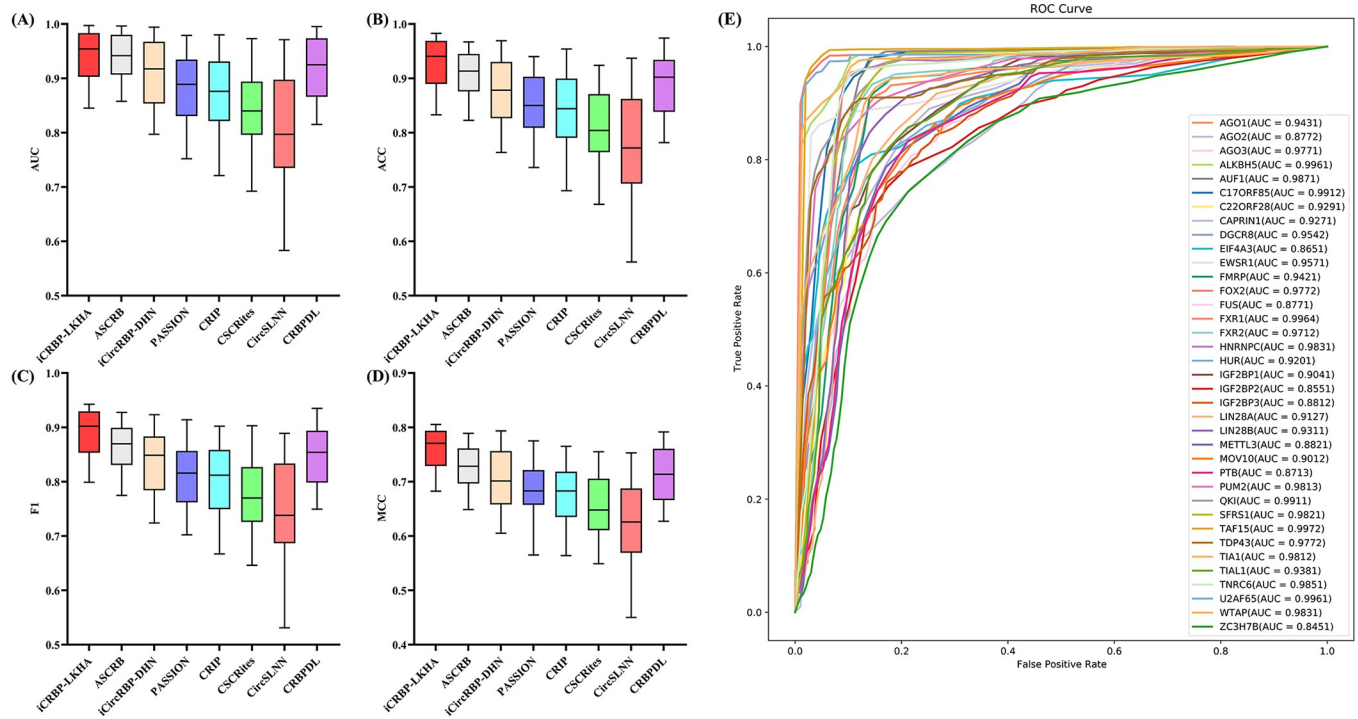 (A)
1.0
0.9
0.8
0.7
0.6
0.5
AUC
iCRBP-LKHA
ASCRB
iCircRBP-DHN
PASSION
CRIP
CSCRites
CircSLNN
CRBPDL
(B)
1.0
0.9
0.8
0.7
0.6
0.5
ACC
iCRBP-LKHA
ASCRB
iCircRBP-DHN
PASSION
CRIP
CSCRites
CircSLNN
CRBPDL
(C)
1.0
0.9
0.8
0.7
0.6
0.5
F1
iCRBP-LKHA
ASCRB
iCircRBP-DHN
PASSION
CRIP
CSCRites
CircSLNN
CRBPDL
(D)
0.9
0.8
0.7
0.6
0.5
0.4
MCC
iCRBP-LKHA
ASCRB
iCircRBP-DHN
PASSION
CRIP
CSCRites
CircSLNN
CRBPDL
(E)
ROC Curve
1.0
0.8
0.6
0.4
0.2
0.0
True Positive Rate
AGO1(AUC = 0.9431)
AGO2(AUC = 0.8772)
AGO3(AUC = 0.9771)
ALKBH5(AUC = 0.9961)
AUF1(AUC = 0.9871)
C17ORF85(AUC = 0.9912)
C22ORF28(AUC = 0.9291)
CAPRIN1(AUC = 0.9271)
DGCR8(AUC = 0.9542)
EIF4A3(AUC = 0.8651)
EWSR1(AUC = 0.9571)
FMRP(AUC = 0.9421)
FOX2(AUC = 0.9772)
FUS(AUC = 0.8771)
FXR1(AUC = 0.9964)
FXR2(AUC = 0.9712)
HNRNPC(AUC = 0.9831)
HUR(AUC = 0.9201)
IGF2BP1(AUC = 0.9041)
IGF2BP2(AUC = 0.8551)
IGF2BP3(AUC = 0.8812)
LIN28A(AUC = 0.9127)
LIN28B(AUC = 0.9311)
METTL3(AUC = 0.8821)
MOV10(AUC = 0.9012)
PTB(AUC = 0.8713)
PUM2(AUC = 0.9813)
QKI(AUC = 0.9911)
SFRS1(AUC = 0.9821)
TAF15(AUC = 0.9972)
TDP43(AUC = 0.9772)
TIA1(AUC = 0.9812)
TIAL1(AUC = 0.9381)
TNRC6(AUC = 0.9851)
U2AF65(AUC = 0.9961)
WTAP(AUC = 0.9831)
ZC3H7B(AUC = 0.8451)
0.0
0.2
0.4
0.6
0.8
1.0
False Positive Rate